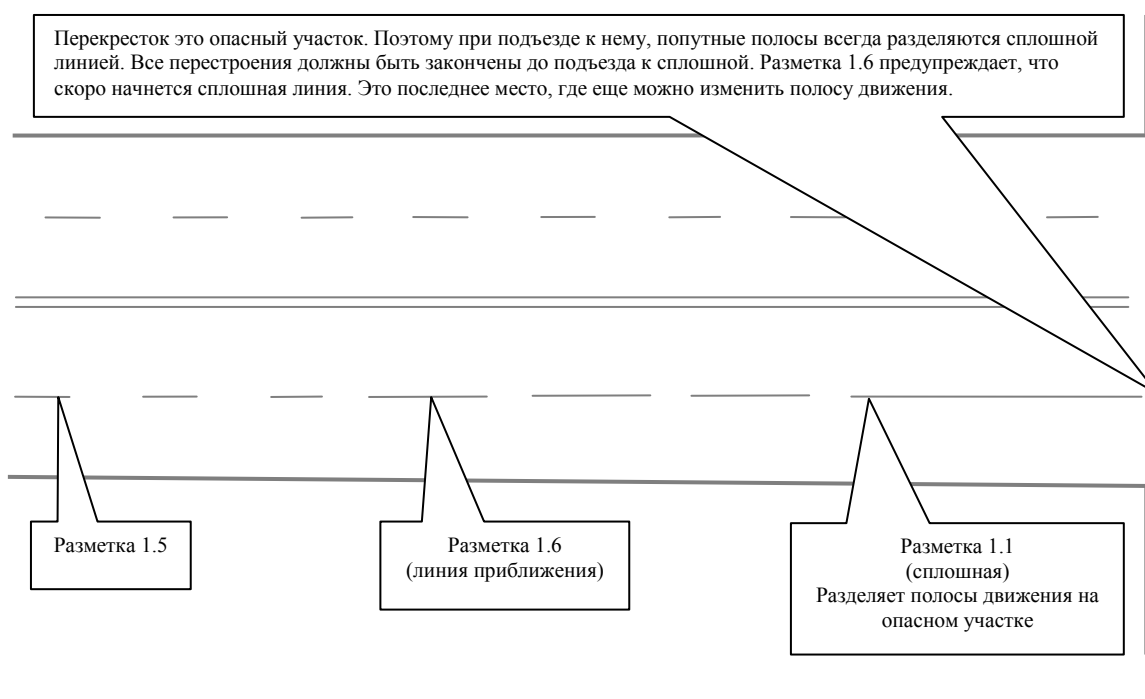 Перекресток это опасный участок. Поэтому при подъезде к нему, попутные полосы всегда разделяются сплошной
линией. Все перестроения должны быть закончены до подъезда к сплошной. Разметка 1.6 предупреждает, что
скоро начнется сплошная линия. Это последнее место, где еще можно изменить полосу движения.
Разметка 1.5
Разметка 1.6
(линия приближения)
Разметка 1.1
(сплошная)
Разделяет полосы движения на
опасном участке